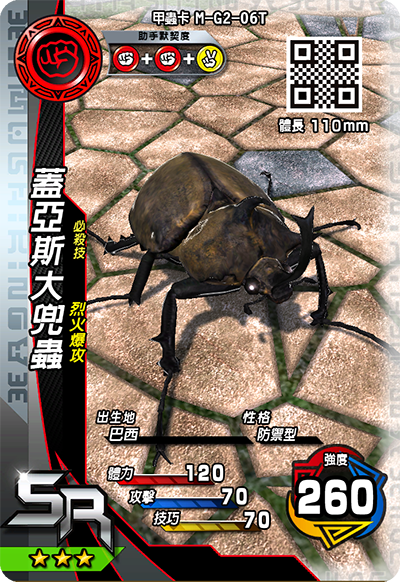 甲蟲卡 M-G2-06T
助手默契度
體長 110mm
蓋亞斯大兜蟲
必殺技 烈火爆攻
出生地
巴西
性格
防禦型
體力 120
攻擊 70
技巧 70
強度
260
SR